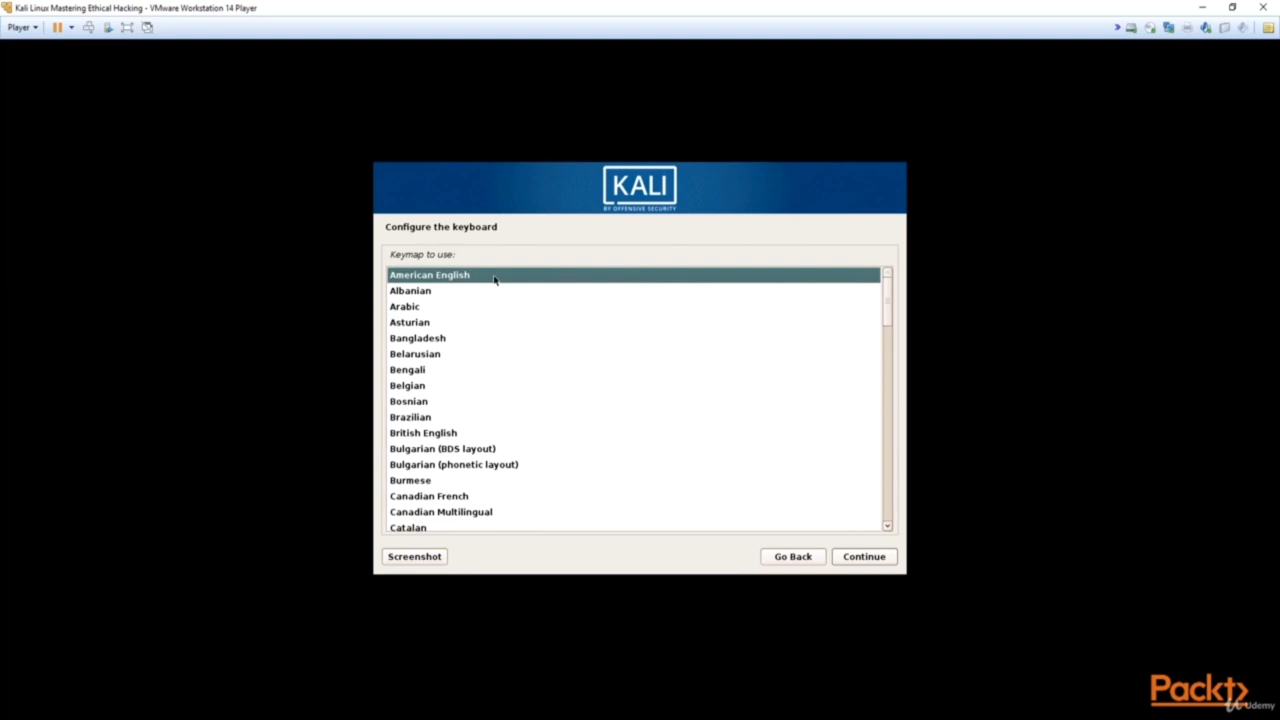 Kali Linux Mastering Ethical Hacking - VMware Workstation 14 Player
Player
KALI
BY OFFENSIVE SECURITY
Configure the keyboard
Keymap to use:
American English
Albanian
Arabic
Asturian
Bangladesh
Belarusian
Bengali
Belgian
Bosnian
Brazilian
British English
Bulgarian (BDS layout)
Bulgarian (phonetic layout)
Burmese
Canadian French
Canadian Multilingual
Catalan
Screenshot
Go Back
Continue
Packt
Udemy